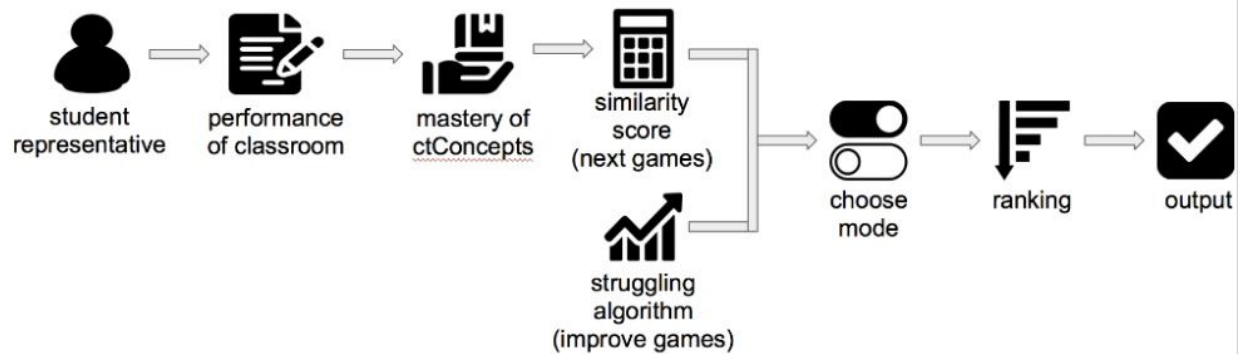 student
representative
performance
of classroom
mastery of
ctConcepts
similarity
score
(next games)
struggling
algorithm
(improve games)
choose
mode
ranking
output